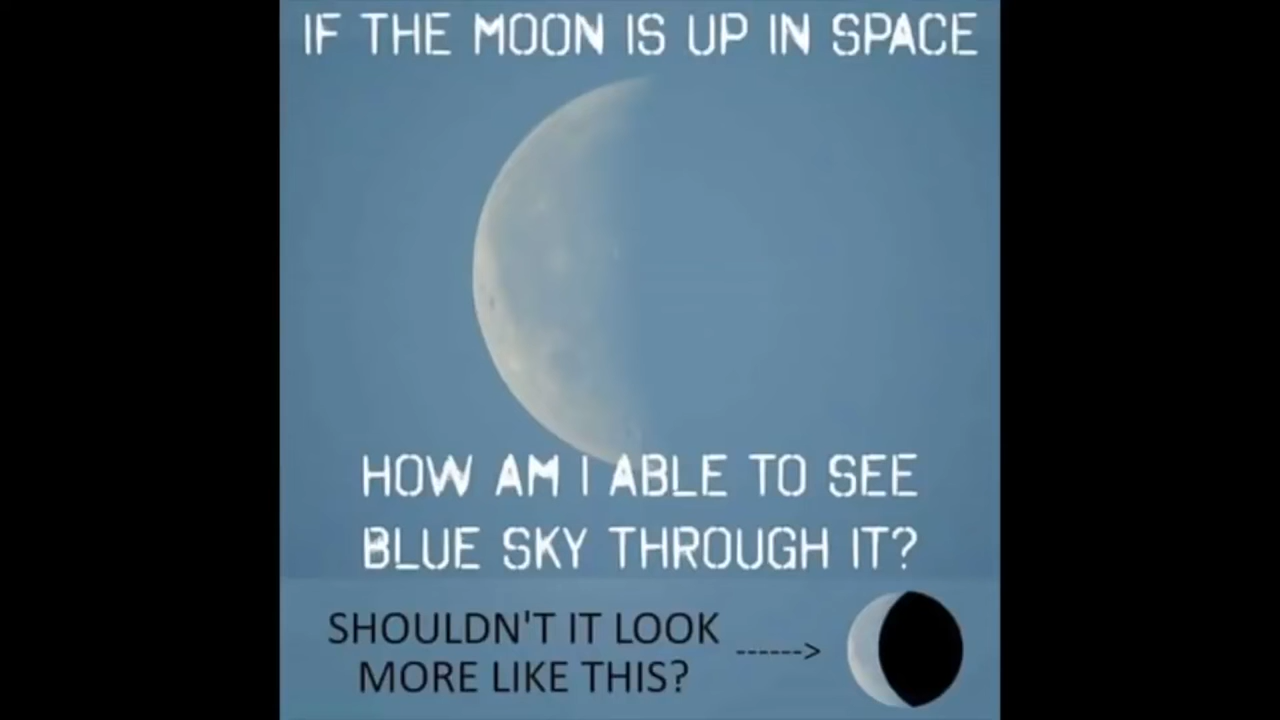 IF THE MOON IS UP IN SPACE
HOW AM I ABLE TO SEE
BLUE SKY THROUGH IT?
SHOULDN'T IT LOOK
MORE LIKE THIS?
------>